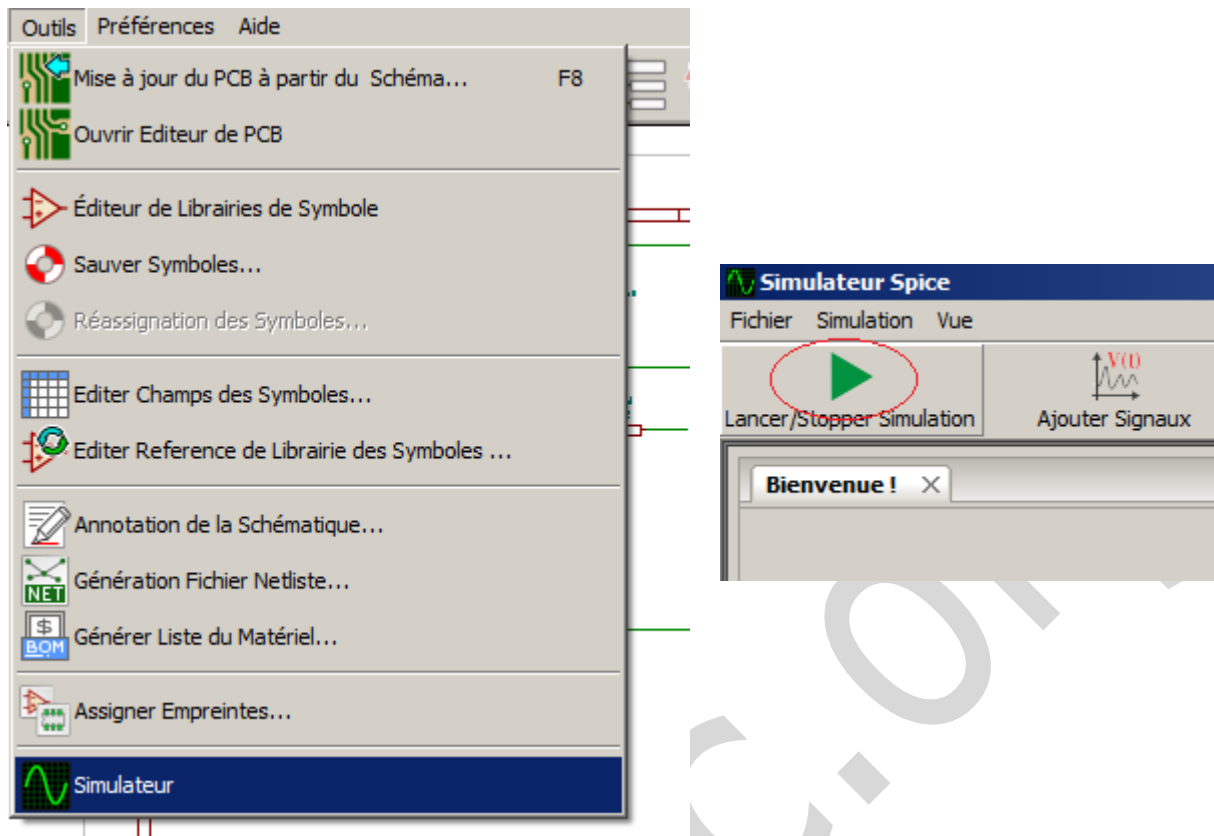 Outils Préférences Aide
Mise à jour du PCB à partir du Schéma... F8
Ouvrir Editeur de PCB
Éditeur de Librairies de Symbole
Sauver Symboles...
Réassignation des Symboles...
Editer Champs des Symboles...
Editer Reference de Librairie des Symboles ...
Annotation de la Schématique...
NET
Génération Fichier Netliste...
$
BOM
Générer Liste du Matériel...
Assigner Empreintes...
Simulateur
Simulateur Spice
Fichier Simulation Vue
V(t)
Lancer/Stopper Simulation Ajouter Signaux
Bienvenue !